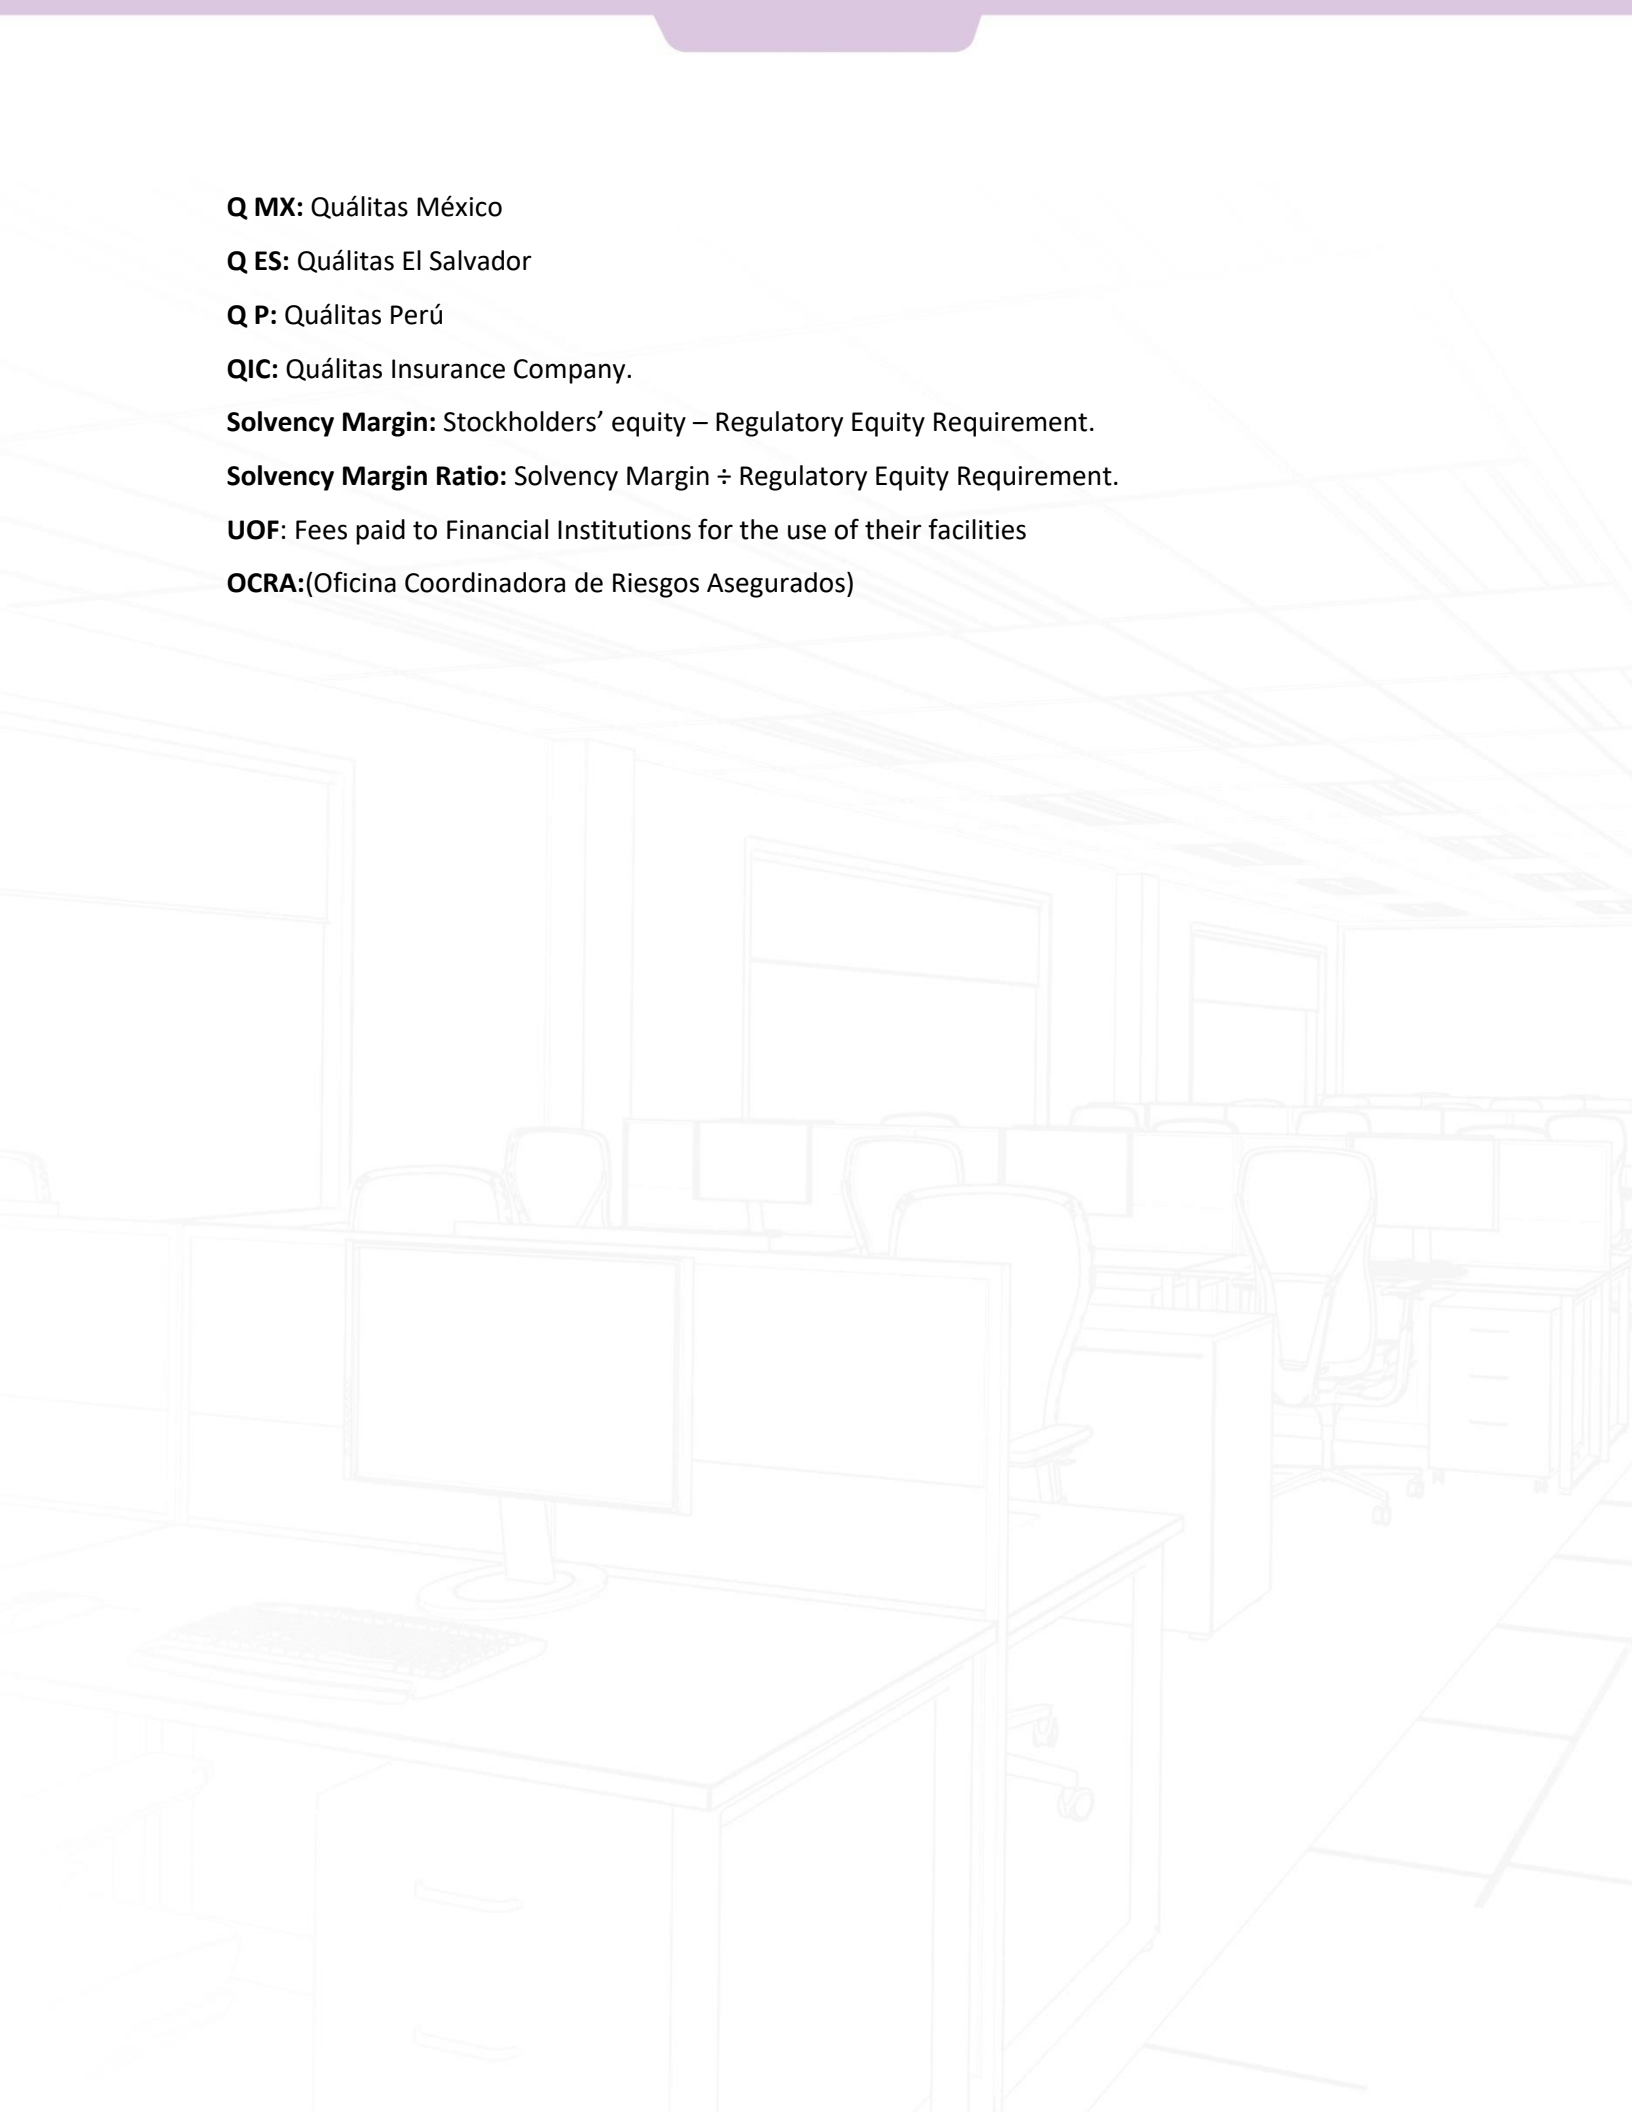 Q MX: Quálitas México
Q ES: Quálitas El Salvador
Q P: Quálitas Perú
QIC: Quálitas Insurance Company.
Solvency Margin: Stockholders’ equity – Regulatory Equity Requirement.
Solvency Margin Ratio: Solvency Margin ÷ Regulatory Equity Requirement.
UOF: Fees paid to Financial Institutions for the use of their facilities
OCRA:(Oficina Coordinadora de Riesgos Asegurados)